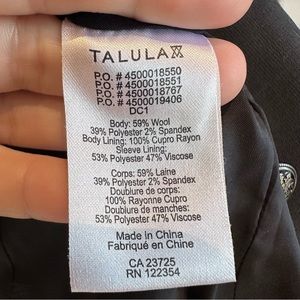 TALULA
P.O. # 4500018550
P.O. # 4500018551
P.O. # 4500018767
P.O. # 4500019406
DC1
Body: 59% Wool
39% Polyester 2% Spandex
Body Lining: 100% Cupro Rayon
Sleeve Lining:
53% Polyester 47% Viscose
Corps: 59% Laine
39% Polyester 2% Spandex
Doublure de corps:
100% Rayonne Cupro
Doublure de manches:
53% Polyester 47% Viscose
Made in China
Fabriqué en Chine
CA 23725
RN 122354